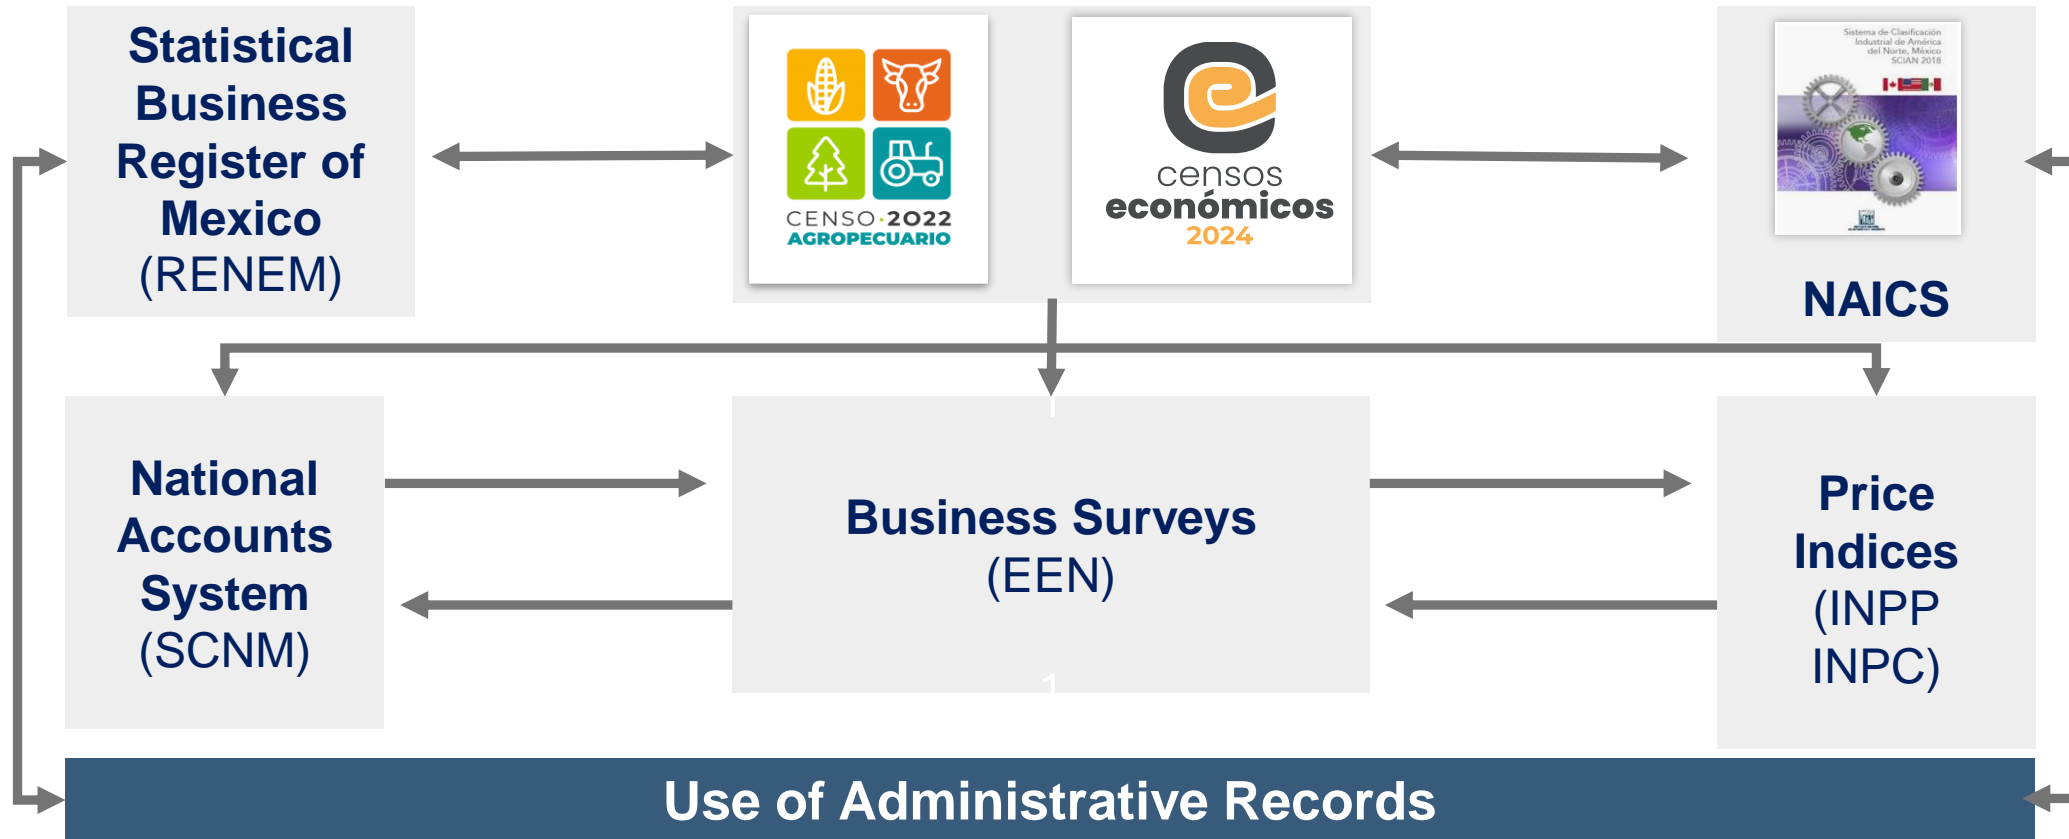 Statistical
Business
Register of
Mexico
(RENEM)
CENSO·2022
AGROPECUARIO
censos
económicos
2024
Sistema de Clasificación
Industrial de América
del Norte, México
SCIAN 2018
NAICS
National
Accounts
System
(SCNM)
1
Business Surveys
(EEN)
1
Price
Indices
(INPP
INPC)
Use of Administrative Records